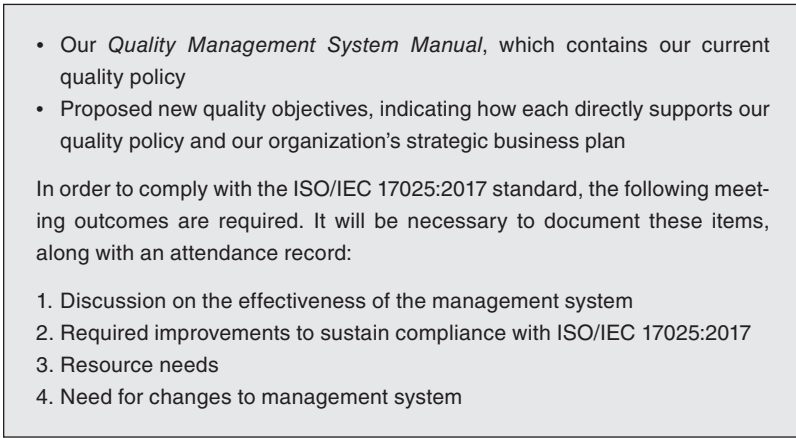 • Our Quality Management System Manual, which contains our current
quality policy
• Proposed new quality objectives, indicating how each directly supports our
quality policy and our organization's strategic business plan
In order to comply with the ISO/IEC 17025:2017 standard, the following meet-
ing outcomes are required. It will be necessary to document these items,
along with an attendance record:
1. Discussion on the effectiveness of the management system
2. Required improvements to sustain compliance with ISO/IEC 17025:2017
3. Resource needs
4. Need for changes to management system